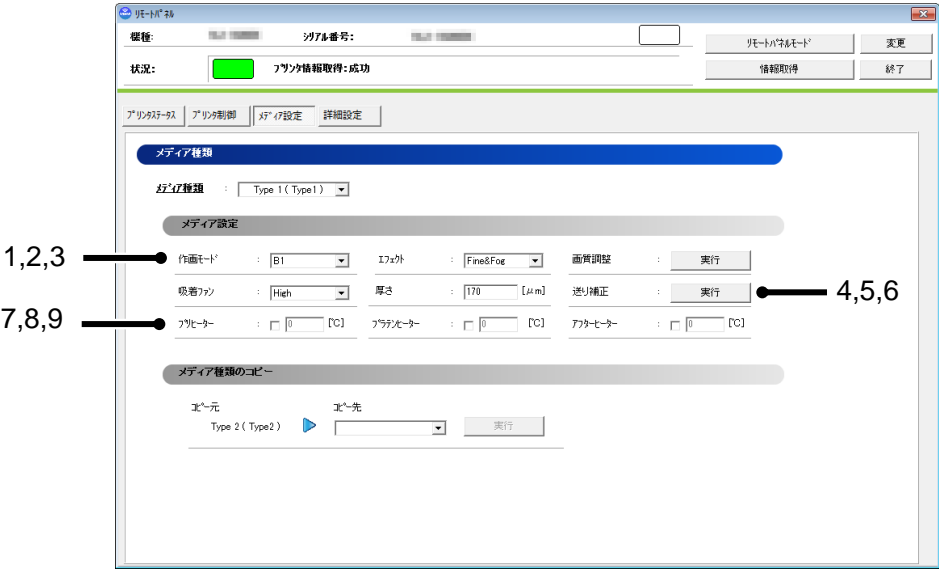 リモートパネル
機種:
シリアル番号:
リモートパネルモード
変更
状況:
プリンタ情報取得:成功
情報取得
終了
プリンタステータス
プリンタ制御
メディア設定
詳細設定
メディア種類
メディア種類 : Type 1 ( Type1 )
メディア設定
1,2,3
作画モード : B1
エフェクト : Fine&Fog
画質調整 : 実行
吸着ファン : High
厚さ : 170 [μm]
送り補正 : 実行
4,5,6
7,8,9
プリヒーター : 0 [℃]
プラテンヒーター : 0 [℃]
アフターヒーター : 0 [℃]
メディア種類のコピー
コピー元
コピー先
Type 2 ( Type2 )
実行